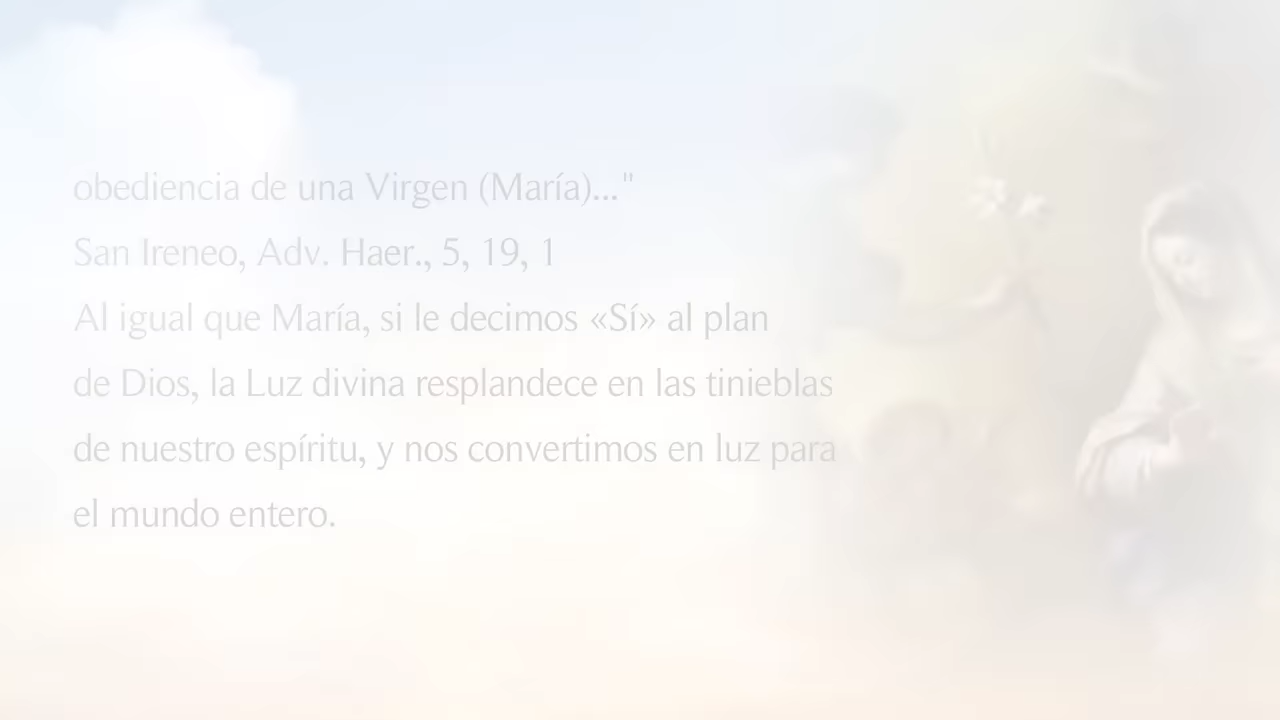 obediencia de una Virgen (María)..."
San Ireneo, Adv. Haer., 5, 19, 1
Al igual que María, si le decimos «Sí» al plan
de Dios, la Luz divina resplandece en las tinieblas
de nuestro espíritu, y nos convertimos en luz para
el mundo entero.